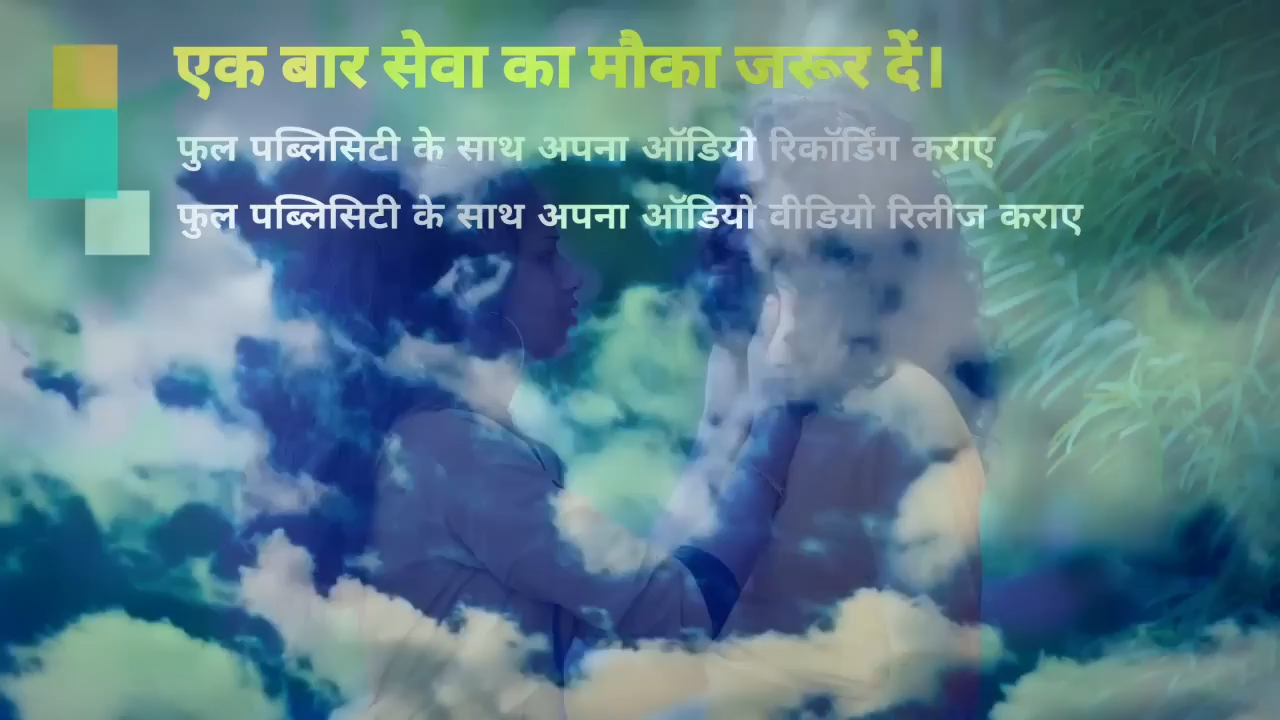 एक बार सेवा का मौका जरूर दें।
फुल पब्लिसिटी के साथ अपना ऑडियो रिकॉर्डिंग कराए
फुल पब्लिसिटी के साथ अपना ऑडियो वीडियो रिलीज कराए